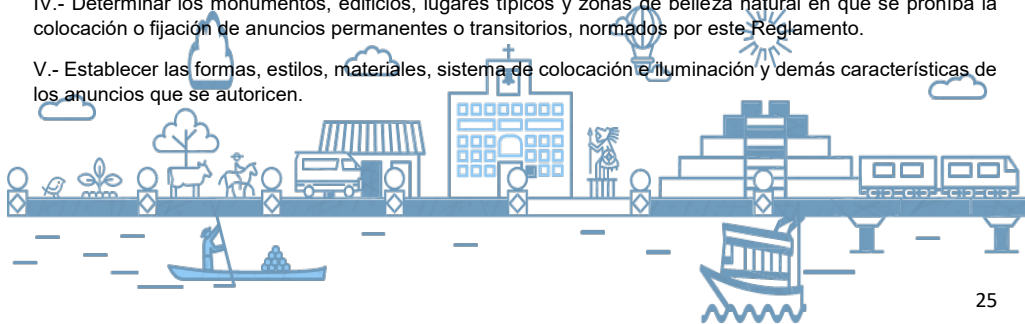 IV.- Determinar los monumentos, edificios, lugares típicos y zonas de belleza natural en que se prohíba la
colocación o fijación de anuncios permanentes o transitorios, normados por este Reglamento.
V.- Establecer las formas, estilos, materiales, sistema de colocación e iluminación y demás características de
los anuncios que se autoricen.
25